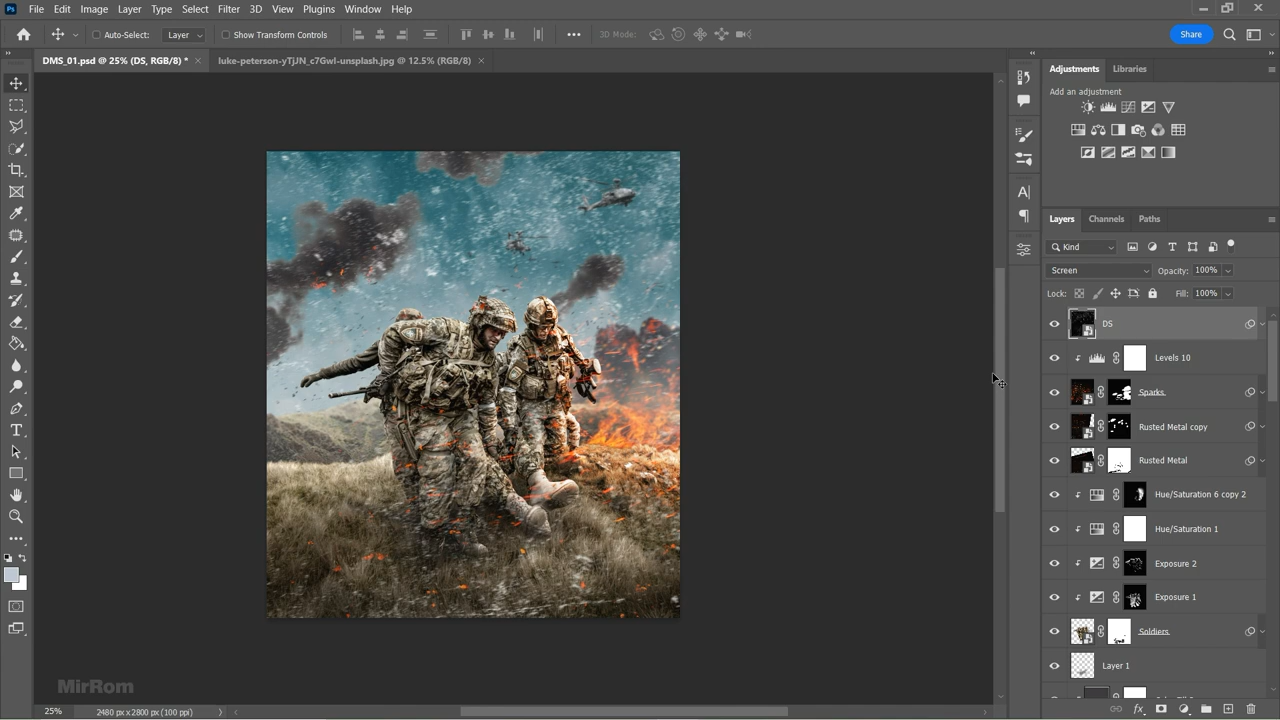 Ps File Edit Image Layer Type Select Filter 3D View Plugins Window Help
Auto-Select: Layer Show Transform Controls 3D Mode: Share
DMS_01.psd @ 25% (DS, RGB/8) * luke-peterson-yTjJN_c7GwI-unsplash.jpg @ 12.5% (RGB/8)
Adjustments Libraries
Add an adjustment
Layers Channels Paths
Kind
Screen Opacity: 100%
Lock: Fill: 100%
DS
Levels 10
Sparks
Rusted Metal copy
Rusted Metal
Hue/Saturation 6 copy 2
Hue/Saturation 1
Exposure 2
Exposure 1
Soldiers
Layer 1
MirRom
25% 2480 px x 2800 px (100 ppi)